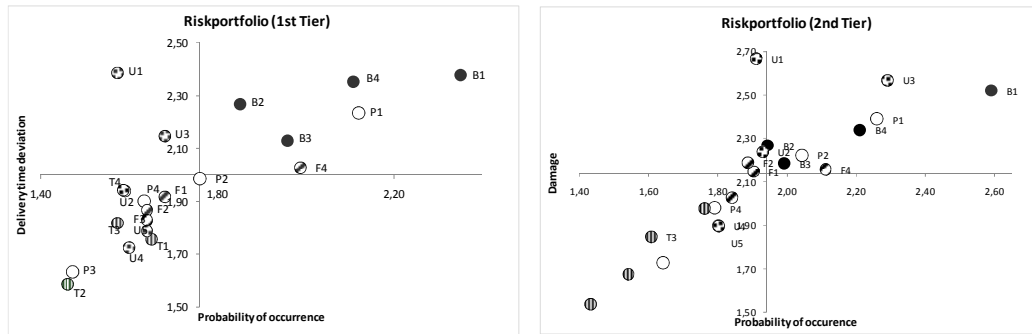 Riskportfolio (1st Tier)
2,50
U1
B4
B1
2,30
B2
P1
U3
B3
2,10
F4
Delivery time deviation
P2
1,40
1,80
2,20
T4
P4
F1
1,90
U2
F2
F3
T3
U
T1
1,70
U4
P3
T2
1,50
Probability of occurrence
Riskportfolio (2nd Tier)
2,70
U1
U3
B1
2,50
P1
B4
2,30
B2
U2
P2
F2
B3
F4
F1
Damage
1,40
1,60
1,80
2,00
2,20
2,40
2,60
2,10
P4
1,90
U4
T3
U5
1,70
1,50
Probability of occurence